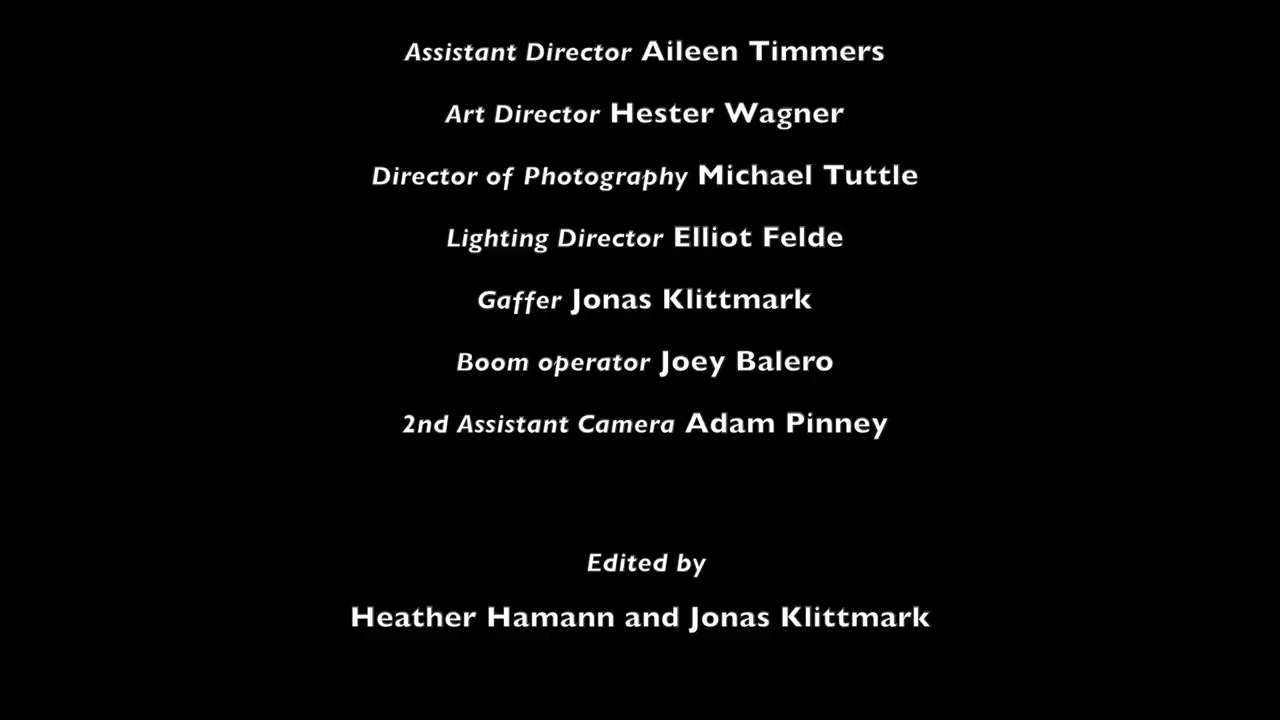 Assistant Director Aileen Timmers
Art Director Hester Wagner
Director of Photography Michael Tuttle
Lighting Director Elliot Felde
Gaffer Jonas Klittmark
Boom operator Joey Balero
2nd Assistant Camera Adam Pinney
Edited by
Heather Hamann and Jonas Klittmark